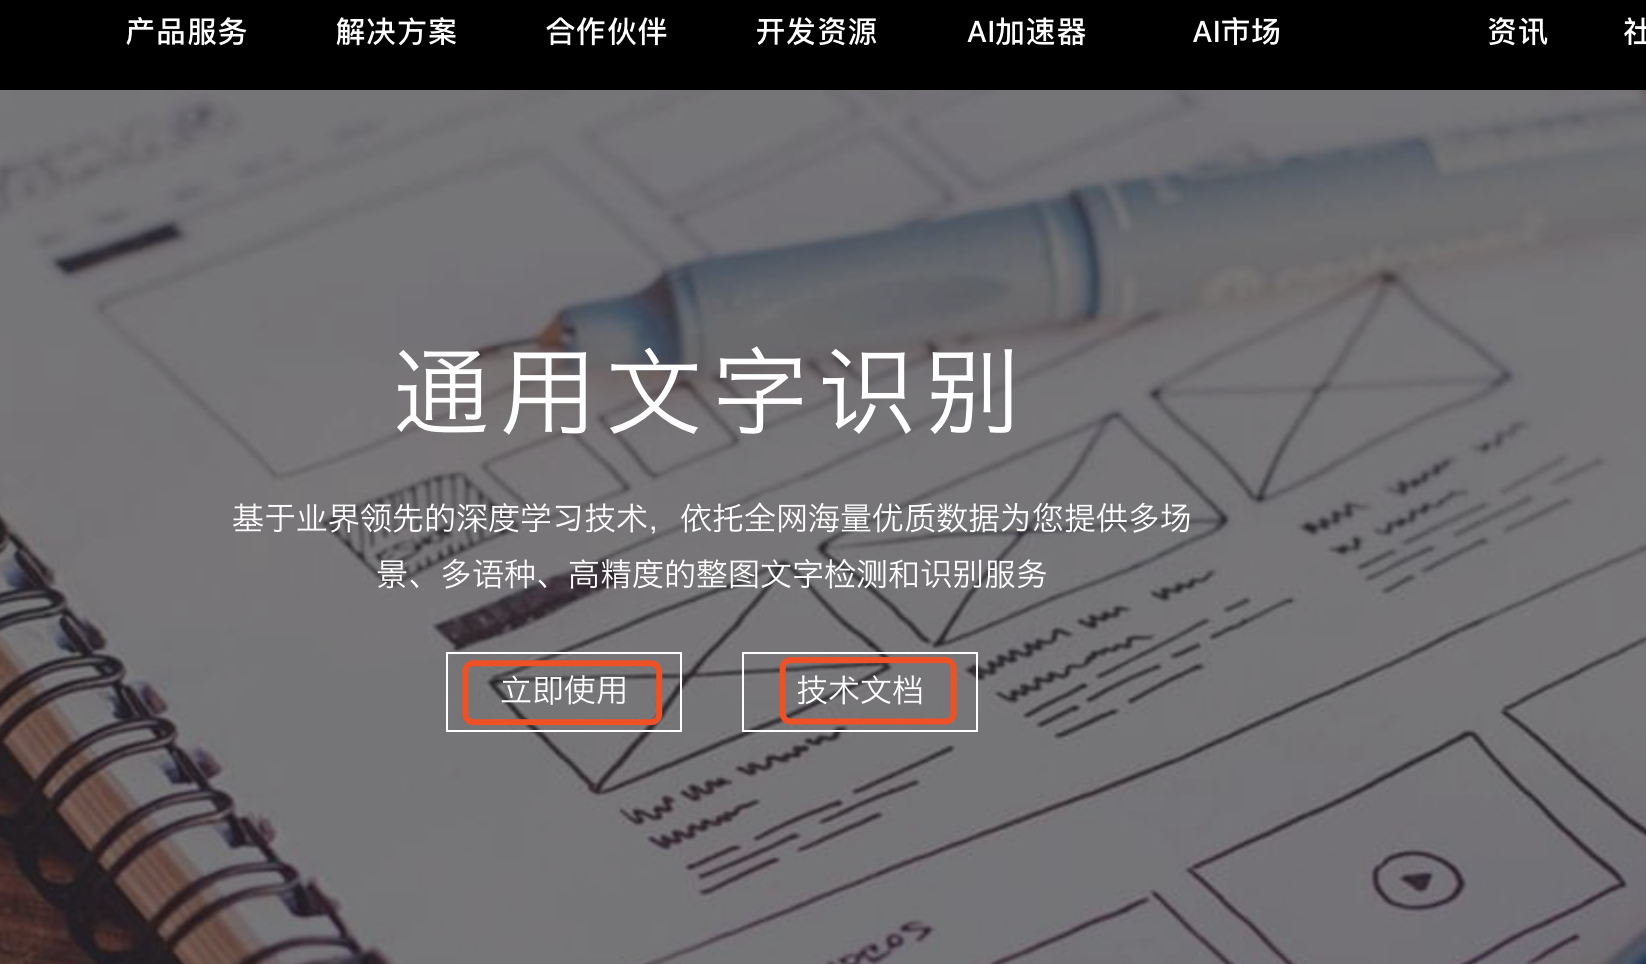 产品服务 解决方案 合作伙伴 开发资源 AI加速器 AI市场 资讯 社
通用文字识别
基于业界领先的深度学习技术，依托全网海量优质数据为您提供多场
景、多语种、高精度的整图文字检测和识别服务
立即使用 技术文档